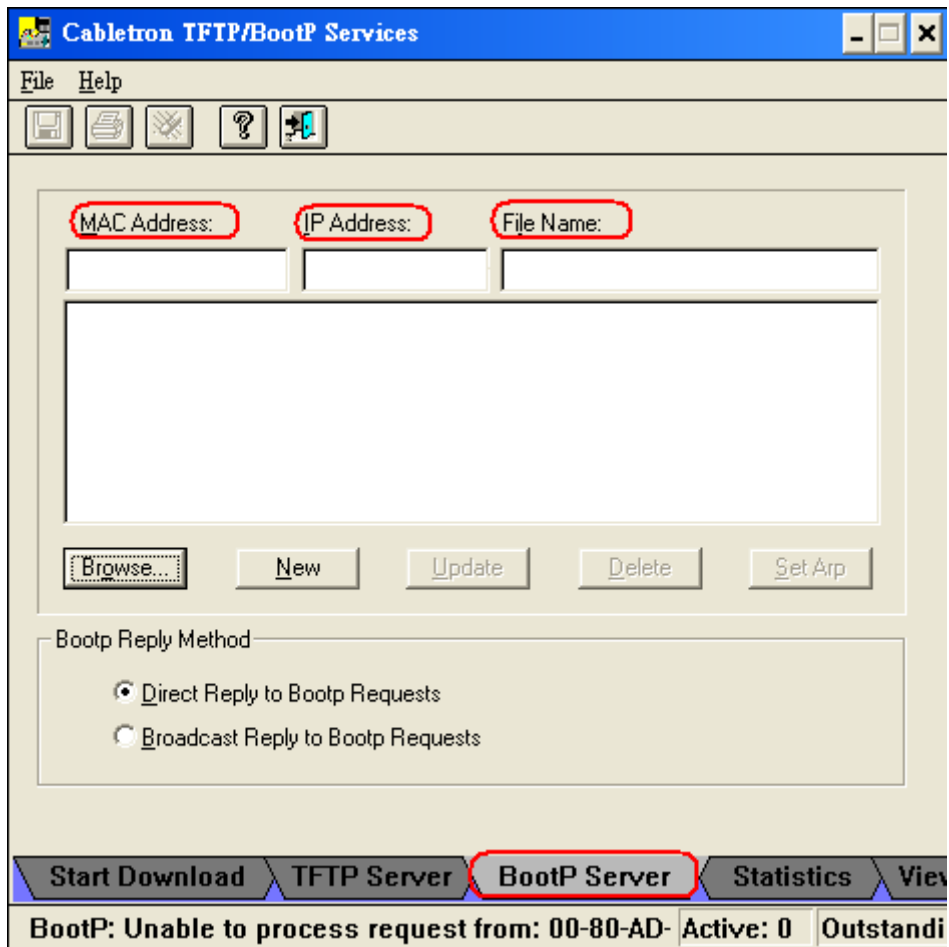 Cabletron TFTP/BootP Services
File Help
MAC Address: IP Address: File Name:
Browse... New Update Delete Set Arp
Bootp Reply Method
Direct Reply to Bootp Requests
Broadcast Reply to Bootp Requests
Start Download TFTP Server BootP Server Statistics View
BootP: Unable to process request from: 00-80-AD- Active: 0 Outstandi